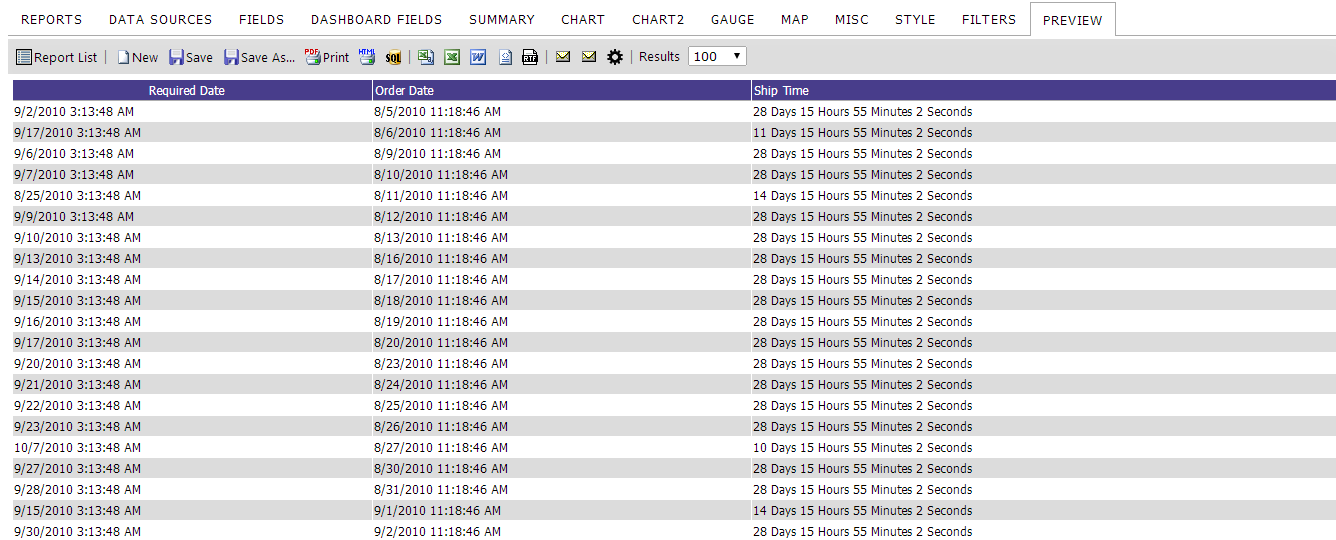 REPORTS DATA SOURCES FIELDS DASHBOARD FIELDS SUMMARY CHART CHART2 GAUGE MAP MISC STYLE FILTERS PREVIEW
Report List New Save Save As... PDF Print HTML SQL RTF Results 100
Required Date Order Date Ship Time
9/2/2010 3:13:48 AM 8/5/2010 11:18:46 AM 28 Days 15 Hours 55 Minutes 2 Seconds
9/17/2010 3:13:48 AM 8/6/2010 11:18:46 AM 11 Days 15 Hours 55 Minutes 2 Seconds
9/6/2010 3:13:48 AM 8/9/2010 11:18:46 AM 28 Days 15 Hours 55 Minutes 2 Seconds
9/7/2010 3:13:48 AM 8/10/2010 11:18:46 AM 28 Days 15 Hours 55 Minutes 2 Seconds
8/25/2010 3:13:48 AM 8/11/2010 11:18:46 AM 14 Days 15 Hours 55 Minutes 2 Seconds
9/9/2010 3:13:48 AM 8/12/2010 11:18:46 AM 28 Days 15 Hours 55 Minutes 2 Seconds
9/10/2010 3:13:48 AM 8/13/2010 11:18:46 AM 28 Days 15 Hours 55 Minutes 2 Seconds
9/13/2010 3:13:48 AM 8/16/2010 11:18:46 AM 28 Days 15 Hours 55 Minutes 2 Seconds
9/14/2010 3:13:48 AM 8/17/2010 11:18:46 AM 28 Days 15 Hours 55 Minutes 2 Seconds
9/15/2010 3:13:48 AM 8/18/2010 11:18:46 AM 28 Days 15 Hours 55 Minutes 2 Seconds
9/16/2010 3:13:48 AM 8/19/2010 11:18:46 AM 28 Days 15 Hours 55 Minutes 2 Seconds
9/17/2010 3:13:48 AM 8/20/2010 11:18:46 AM 28 Days 15 Hours 55 Minutes 2 Seconds
9/20/2010 3:13:48 AM 8/23/2010 11:18:46 AM 28 Days 15 Hours 55 Minutes 2 Seconds
9/21/2010 3:13:48 AM 8/24/2010 11:18:46 AM 28 Days 15 Hours 55 Minutes 2 Seconds
9/22/2010 3:13:48 AM 8/25/2010 11:18:46 AM 28 Days 15 Hours 55 Minutes 2 Seconds
9/23/2010 3:13:48 AM 8/26/2010 11:18:46 AM 28 Days 15 Hours 55 Minutes 2 Seconds
10/7/2010 3:13:48 AM 8/27/2010 11:18:46 AM 10 Days 15 Hours 55 Minutes 2 Seconds
9/27/2010 3:13:48 AM 8/30/2010 11:18:46 AM 28 Days 15 Hours 55 Minutes 2 Seconds
9/28/2010 3:13:48 AM 8/31/2010 11:18:46 AM 28 Days 15 Hours 55 Minutes 2 Seconds
9/15/2010 3:13:48 AM 9/1/2010 11:18:46 AM 14 Days 15 Hours 55 Minutes 2 Seconds
9/30/2010 3:13:48 AM 9/2/2010 11:18:46 AM 28 Days 15 Hours 55 Minutes 2 Seconds